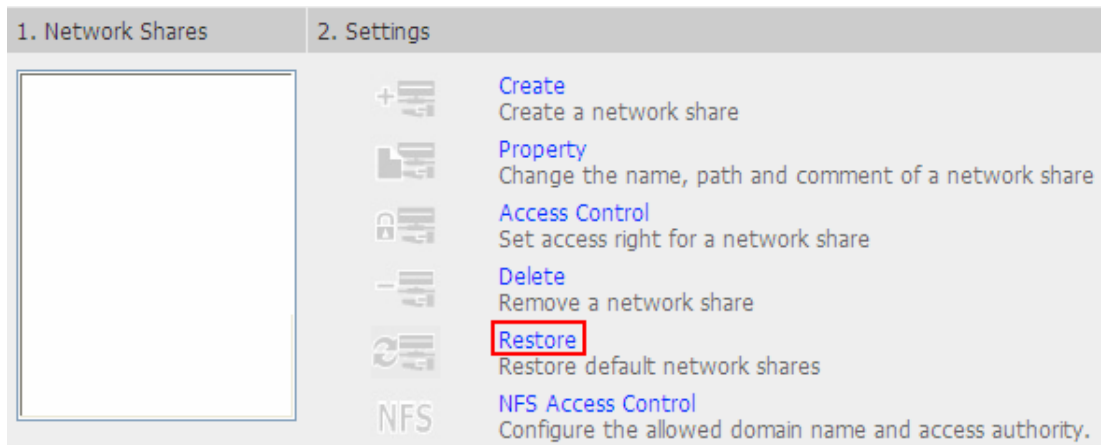 1. Network Shares
2. Settings
Create
Create a network share
Property
Change the name, path and comment of a network share
Access Control
Set access right for a network share
Delete
Remove a network share
Restore
Restore default network shares
NFS
NFS Access Control
Configure the allowed domain name and access authority.